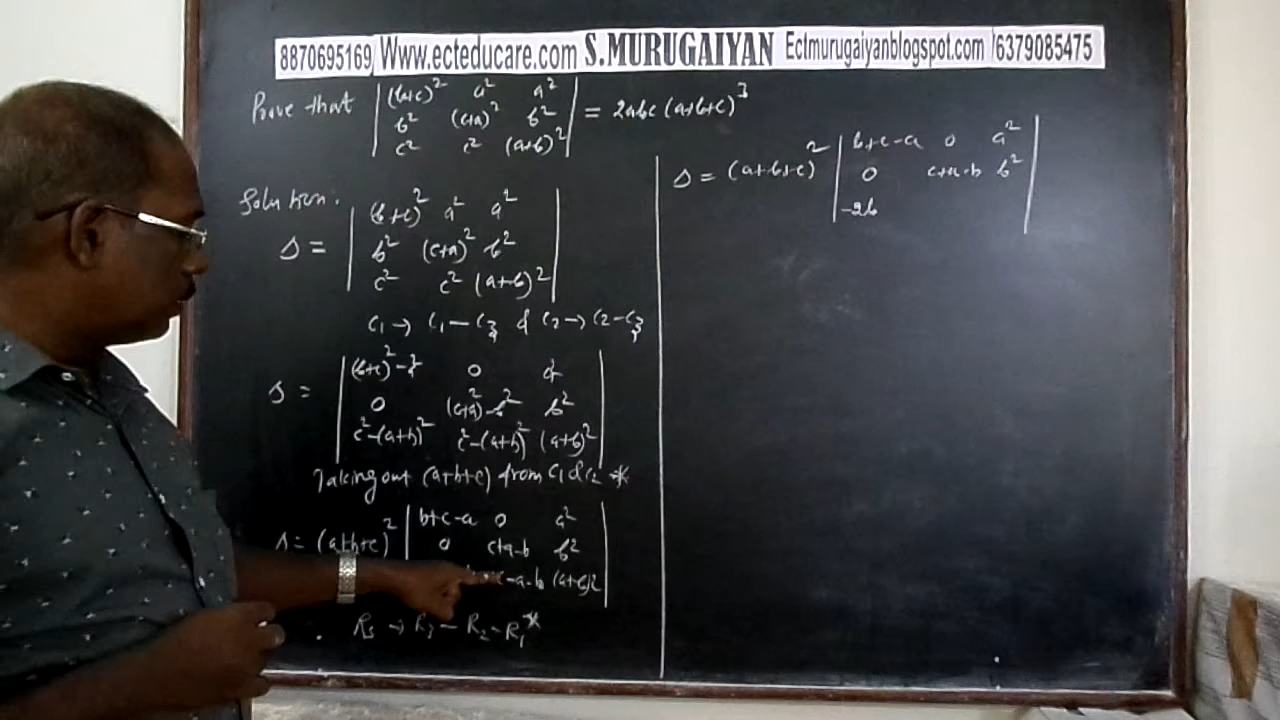 8870695169 Www.ecteducare.com S.MURUGAIYAN Ectmurugaiyanblogspot.com 6379085475
Prove that | (b+c)² a² a² | = 2abc (a+b+c)³
| b² (c+a)² b² |
| c² c² (a+b)² |
Solution:
Δ = | (b+c)² a² a² |
| b² (c+a)² b² |
| c² c² (a+b)² |
C₁ → C₁ – C₃ & C₂ → C₂ – C₃
Δ = | (b+c)² – a² 0 a² |
| 0 (c+a)² – b² b² |
| c² – (a+b)² c² – (a+b)² (a+b)² |
Taking out (a+b+c) from C₁ & C₂ *
Δ = (a+b+c)² | b+c–a 0 a² |
| 0 c+a–b b² |
c–a–b (a+b)2 |
R₃ → R₃ – R₂ – R₁ *
Δ = (a+b+c)² | b+c–a 0 a² |
| 0 c+a–b b² |
| –2b